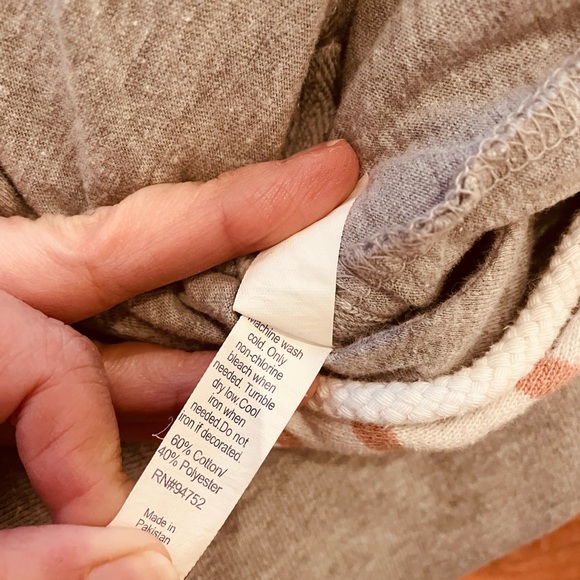 Machine wash
cold. Only
non-chlorine
bleach when
needed. Tumble
dry low.Cool
iron when
needed.Do not
iron if decorated.
60% Cotton/
40% Polyester
RN#94752
Made in
Pakistan